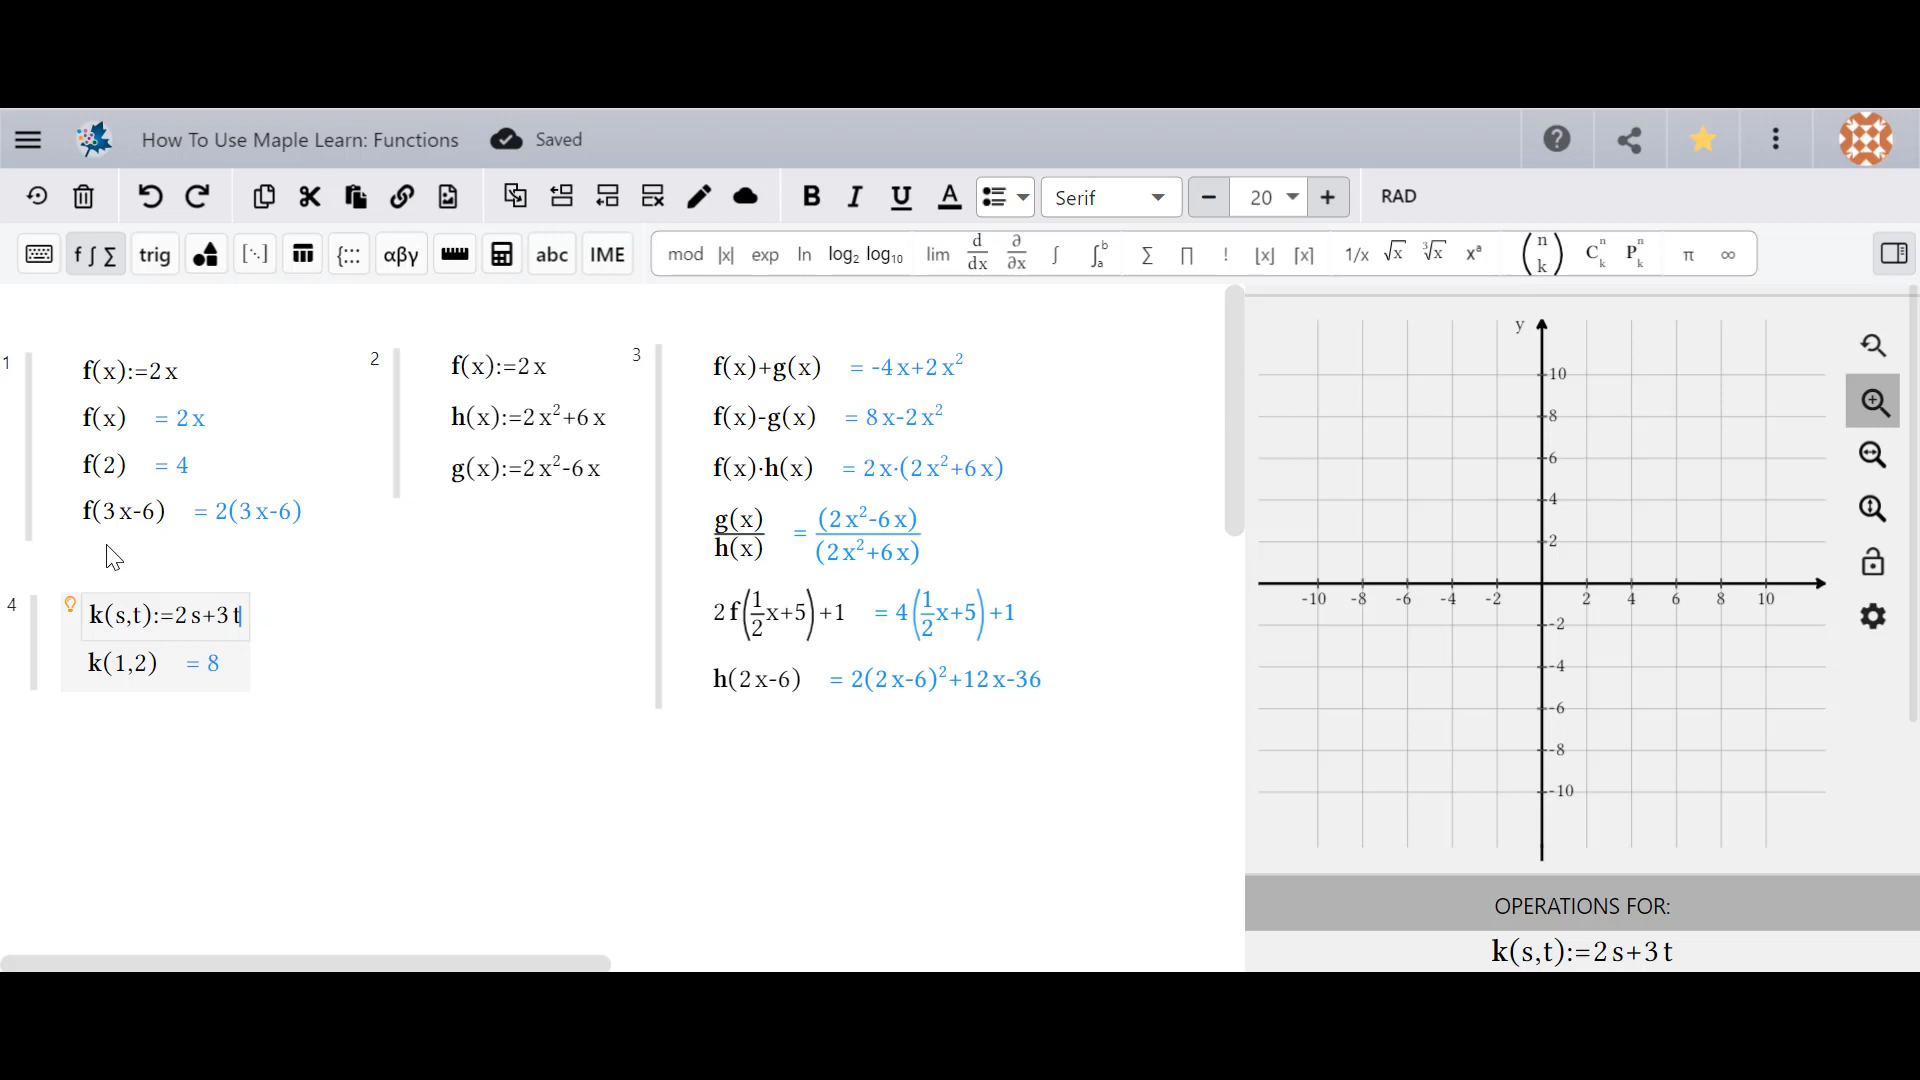 How To Use Maple Learn: Functions Saved
B I U A Serif − 20 + RAD
f ∫ Σ trig αβγ abc IME mod |x| exp ln log₂ log₁₀ lim d/dx ∂/∂x ∫ ∫ₐᵇ Σ ∏ ! ⌊x⌋ ⌈x⌉ 1/x √x ∛x xᵃ (n k) Cⁿₖ Pⁿₖ π ∞
1
f(x):=2x
f(x) = 2x
f(2) = 4
f(3x-6) = 2(3x-6)
2
f(x):=2x
h(x):=2x²+6x
g(x):=2x²-6x
3
f(x)+g(x) = -4x+2x²
f(x)-g(x) = 8x-2x²
f(x)·h(x) = 2x·(2x²+6x)
g(x)/h(x) = (2x²-6x)/(2x²+6x)
2f(1/2x+5)+1 = 4(1/2x+5)+1
h(2x-6) = 2(2x-6)²+12x-36
4
k(s,t):=2s+3t
k(1,2) = 8
y
10
8
6
4
2
-10 -8 -6 -4 -2 2 4 6 8 10
-2
-4
-6
-8
-10
OPERATIONS FOR:
k(s,t):=2s+3t